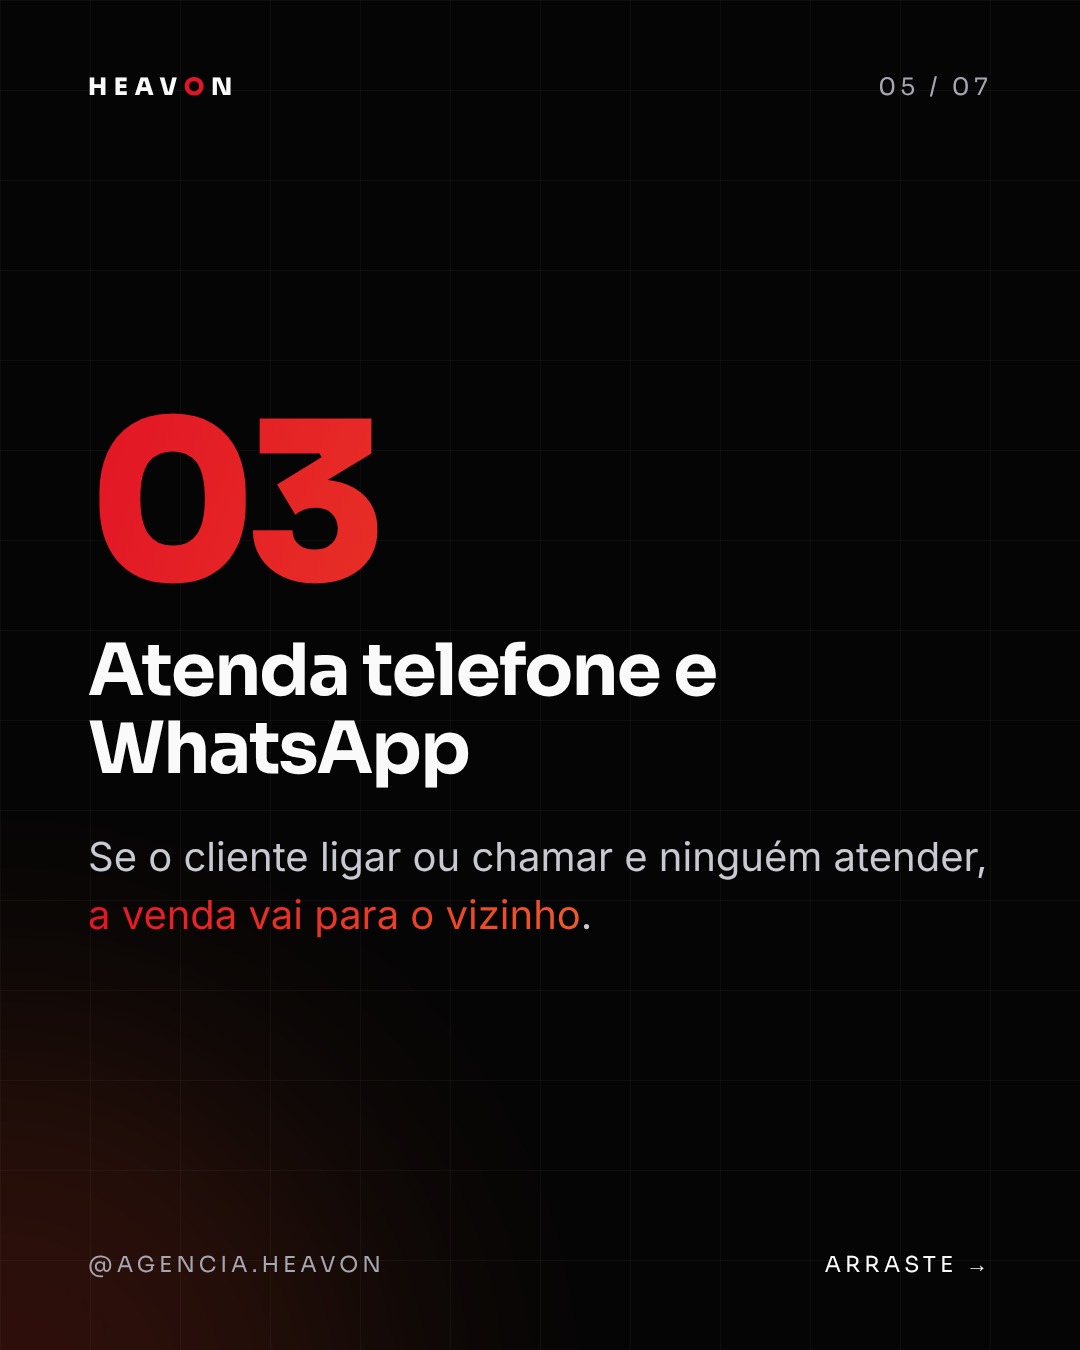 HEAVON
05 / 07
03
Atenda telefone e
WhatsApp
Se o cliente ligar ou chamar e ninguém atender,
a venda vai para o vizinho.
@AGENCIA.HEAVON
ARRASTE →